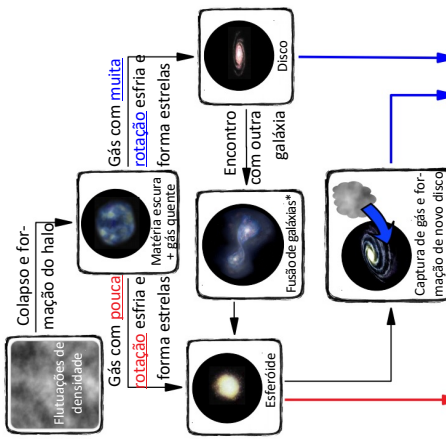 Flutuações de
densidade
Colapso e for-
mação do halo
Matéria escura
+ gás quente
Gás com pouca
rotação esfria e
forma estrelas
Gás com muita
rotação esfria e
forma estrelas
Esferóide
Fusão de galáxias*
Encontro
com outra
galáxia
Disco
Captura de gás e for-
mação de novo disco